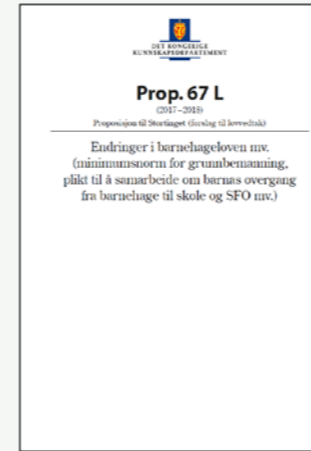 DET KONGELIGE
KUNNSKAPSDEPARTEMENT
Prop. 67 L
(2017–2018)
Proposisjon til Stortinget (forslag til lovvedtak)
Endringer i barnehageloven mv.
(minimumsnorm for grunnbemanning,
plikt til å samarbeide om barnas overgang
fra barnehage til skole og SFO mv.)